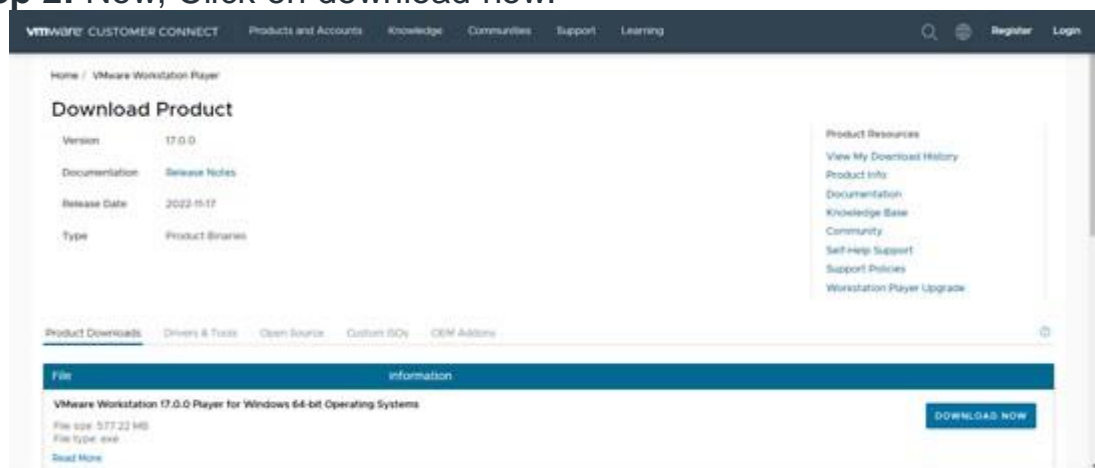 p 2: Now, Click on download now.
vmware CUSTOMER CONNECT Products and Accounts Knowledge Communities Support Learning Register Login
Home / VMware Workstation Player
Download Product
Version 17.0.0
Documentation Release Notes
Release Date 2022-11-17
Type Product Binaries
Product Resources
View My Download History
Product Info
Documentation
Knowledge Base
Community
Self-Help Support
Support Policies
Workstation Player Upgrade
Product Downloads Drivers & Tools Open Source Custom ISOs OEM Addons
File Information
VMware Workstation 17.0.0 Player for Windows 64-bit Operating Systems
File size: 577.22 MB
File type: exe
DOWNLOAD NOW
Read More